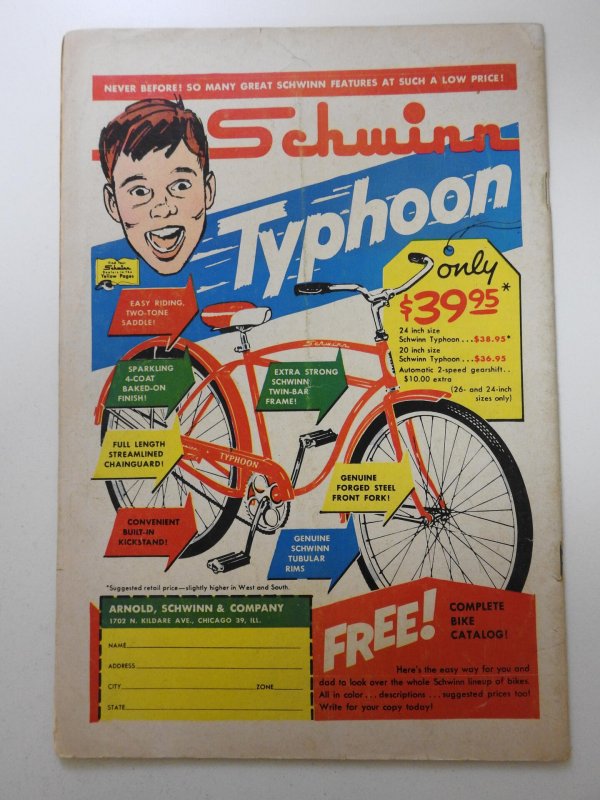 NEVER BEFORE! SO MANY GREAT SCHWINN FEATURES AT SUCH A LOW PRICE!
Schwinn
Typhoon
Find Your
Schwinn
Yellow Pages
only
$39.95*
24 inch size
Schwinn Typhoon...$38.95*
20 inch size
Schwinn Typhoon...$36.95
Automatic 2-speed gearshift..
$10.00 extra
(26- and 24-inch
sizes only)
EASY RIDING,
TWO-TONE
SADDLE!
Schwinn
SPARKLING
4-COAT
BAKED-ON
FINISH!
EXTRA STRONG
SCHWINN
TWIN-BAR
FRAME!
FULL LENGTH
STREAMLINED
CHAINGUARD!
TYPHOON
GENUINE
FORGED STEEL
FRONT FORK!
CONVENIENT
BUILT-IN
KICKSTAND!
GENUINE
SCHWINN
TUBULAR
RIMS
*Suggested retail price—slightly higher in West and South.
ARNOLD, SCHWINN & COMPANY
1702 N. KILDARE AVE., CHICAGO 39, ILL.
NAME
ADDRESS
CITY ZONE
STATE
FREE!
COMPLETE
BIKE
CATALOG!
Here's the easy way for you and
dad to look over the whole Schwinn lineup of bikes.
All in color...descriptions...suggested prices too!
Write for your copy today!